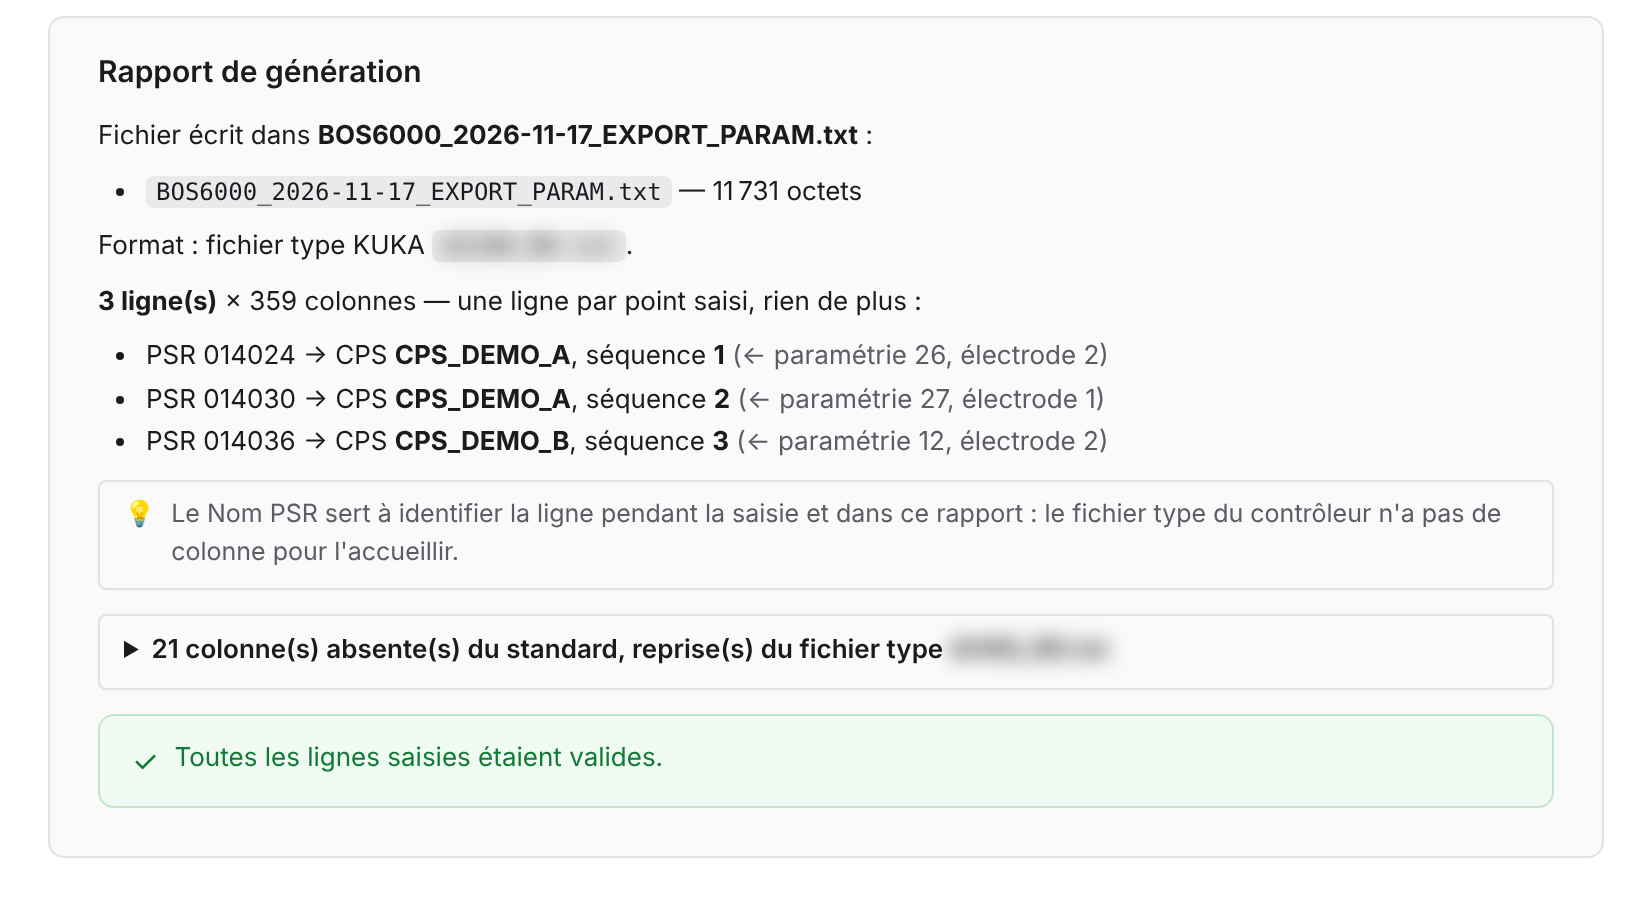 Rapport de génération
Fichier écrit dans BOS6000_2026-11-17_EXPORT_PARAM.txt :
• BOS6000_2026-11-17_EXPORT_PARAM.txt — 11 731 octets
Format : fichier type KUKA .
3 ligne(s) × 359 colonnes — une ligne par point saisi, rien de plus :
• PSR 014024 → CPS CPS_DEMO_A, séquence 1 (← paramétrie 26, électrode 2)
• PSR 014030 → CPS CPS_DEMO_A, séquence 2 (← paramétrie 27, électrode 1)
• PSR 014036 → CPS CPS_DEMO_B, séquence 3 (← paramétrie 12, électrode 2)
💡 Le Nom PSR sert à identifier la ligne pendant la saisie et dans ce rapport : le fichier type du contrôleur n'a pas de
colonne pour l'accueillir.
▶ 21 colonne(s) absente(s) du standard, reprise(s) du fichier type
✓ Toutes les lignes saisies étaient valides.